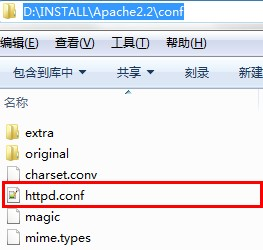 D:\INSTALL\Apache2.2\conf
编辑(E) 查看(V) 工具(T) 帮助(H)
包含到库中 共享 刻录 新建文
名称
extra
original
charset.conv
httpd.conf
magic
mime.types